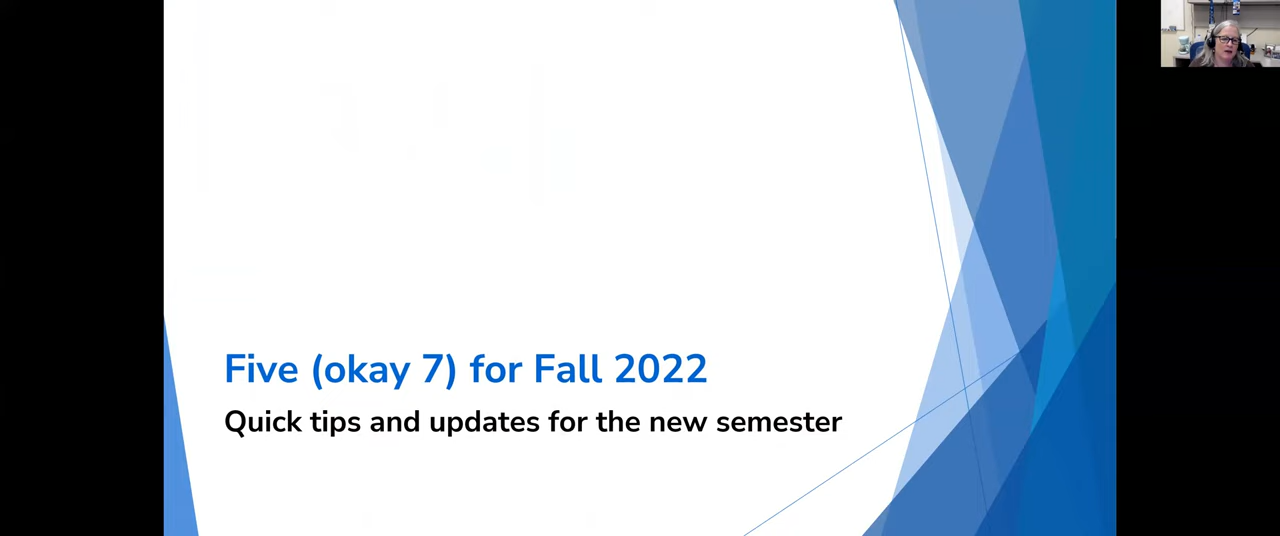 Five (okay 7) for Fall 2022
Quick tips and updates for the new semester